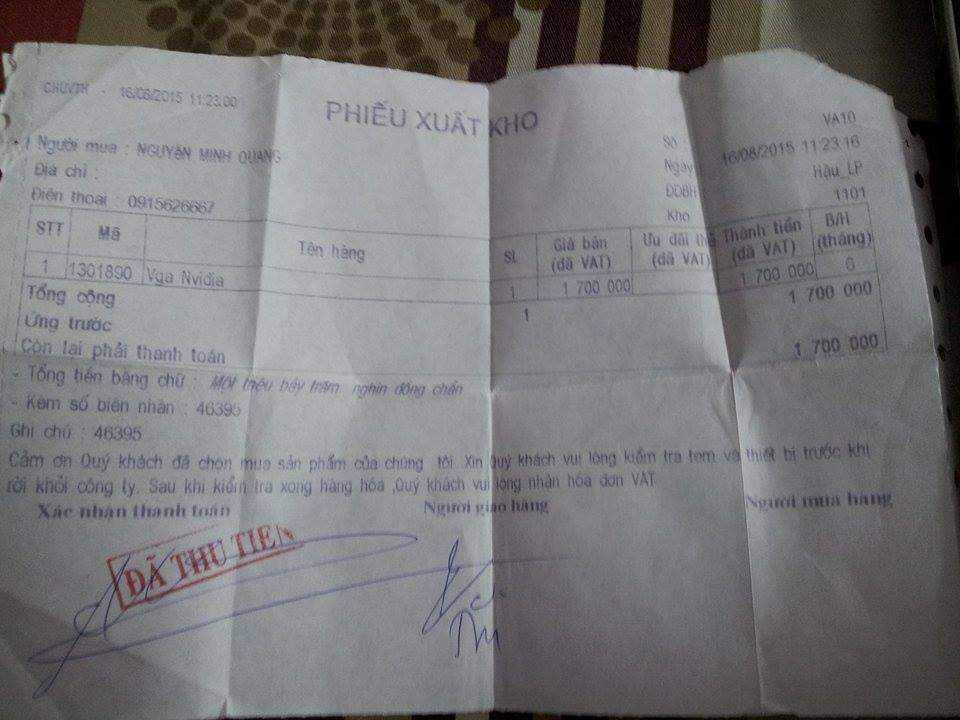 CHUVTH - 16/08/2015 11:23:00
PHIẾU XUẤT KHO
VA10
Người mua : NGUYỄN MINH QUANG
Số
Địa chỉ :
Ngày 16/08/2015 11:23:16
Điện thoại : 0915626667
ĐDBH Hậu_LP
Kho 1101
STT Mã Tên hàng SL Giá bán (đã VAT) Ưu đãi thẻ (đã VAT) Thành tiền (đã VAT) B/H (tháng)
1 1301890 Vga Nvidia 1 1 700 000 1 700 000 6
Tổng cộng 1 1 700 000
Ứng trước
Còn lại phải thanh toán 1 700 000
- Tổng tiền bằng chữ : Một triệu bảy trăm nghìn đồng chẵn
- Kèm số biên nhận : 46395
Ghi chú : 46395
Cảm ơn Quý khách đã chọn mua sản phẩm của chúng tôi. Xin Quý khách vui lòng kiểm tra tem và thiết bị trước khi
rời khỏi công ty. Sau khi kiểm tra xong hàng hóa ,Quý khách vui lòng nhận hóa đơn VAT
Xác nhận thanh toán Người giao hàng Người mua hàng
ĐÃ THU TIỀN